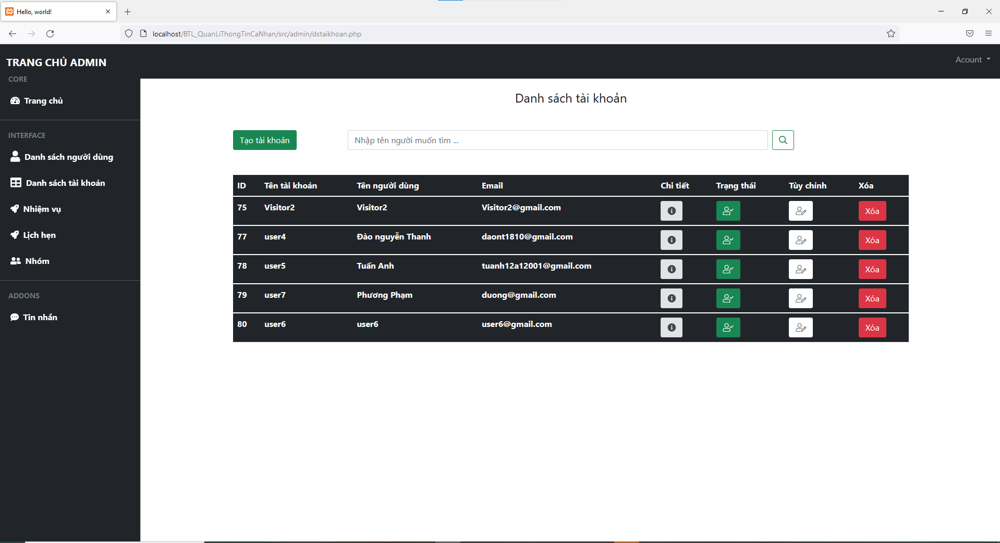 Hello, world!
localhost/BTL_QuanLiThongTinCaNhan/src/admin/dstaikhoan.php
TRANG CHỦ ADMIN
Acount
CORE
Trang chủ
INTERFACE
Danh sách người dùng
Danh sách tài khoản
Nhiệm vụ
Lịch hẹn
Nhóm
ADDONS
Tin nhắn
Danh sách tài khoản
Tạo tài khoản Nhập tên người muốn tìm ...
ID Tên tài khoản Tên người dùng Email Chi tiết Trạng thái Tùy chỉnh Xóa
75 Visitor2 Visitor2 Visitor2@gmail.com Xóa
77 user4 Đào nguyễn Thanh daont1810@gmail.com Xóa
78 user5 Tuấn Anh tuanh12a12001@gmail.com Xóa
79 user7 Phương Phạm duong@gmail.com Xóa
80 user6 user6 user6@gmail.com Xóa